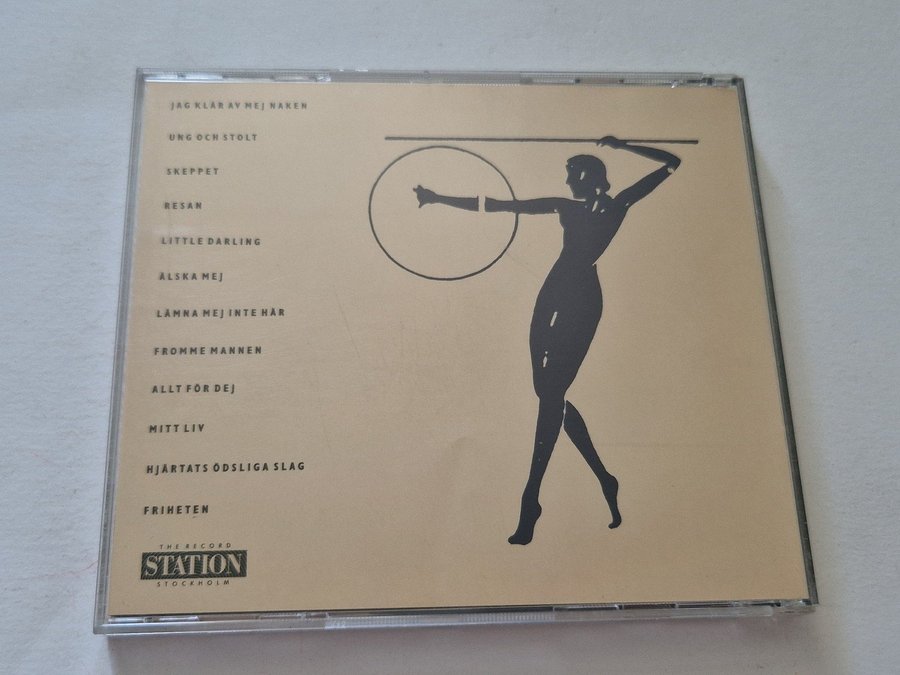 JAG KLÄR AV MEJ NAKEN
UNG OCH STOLT
SKEPPET
RESAN
LITTLE DARLING
ÄLSKA MEJ
LÄMNA MEJ INTE HÄR
FROMME MANNEN
ALLT FÖR DEJ
MITT LIV
HJÄRTATS ÖDSLIGA SLAG
FRIHETEN
THE RECORD
STATION
STOCKHOLM